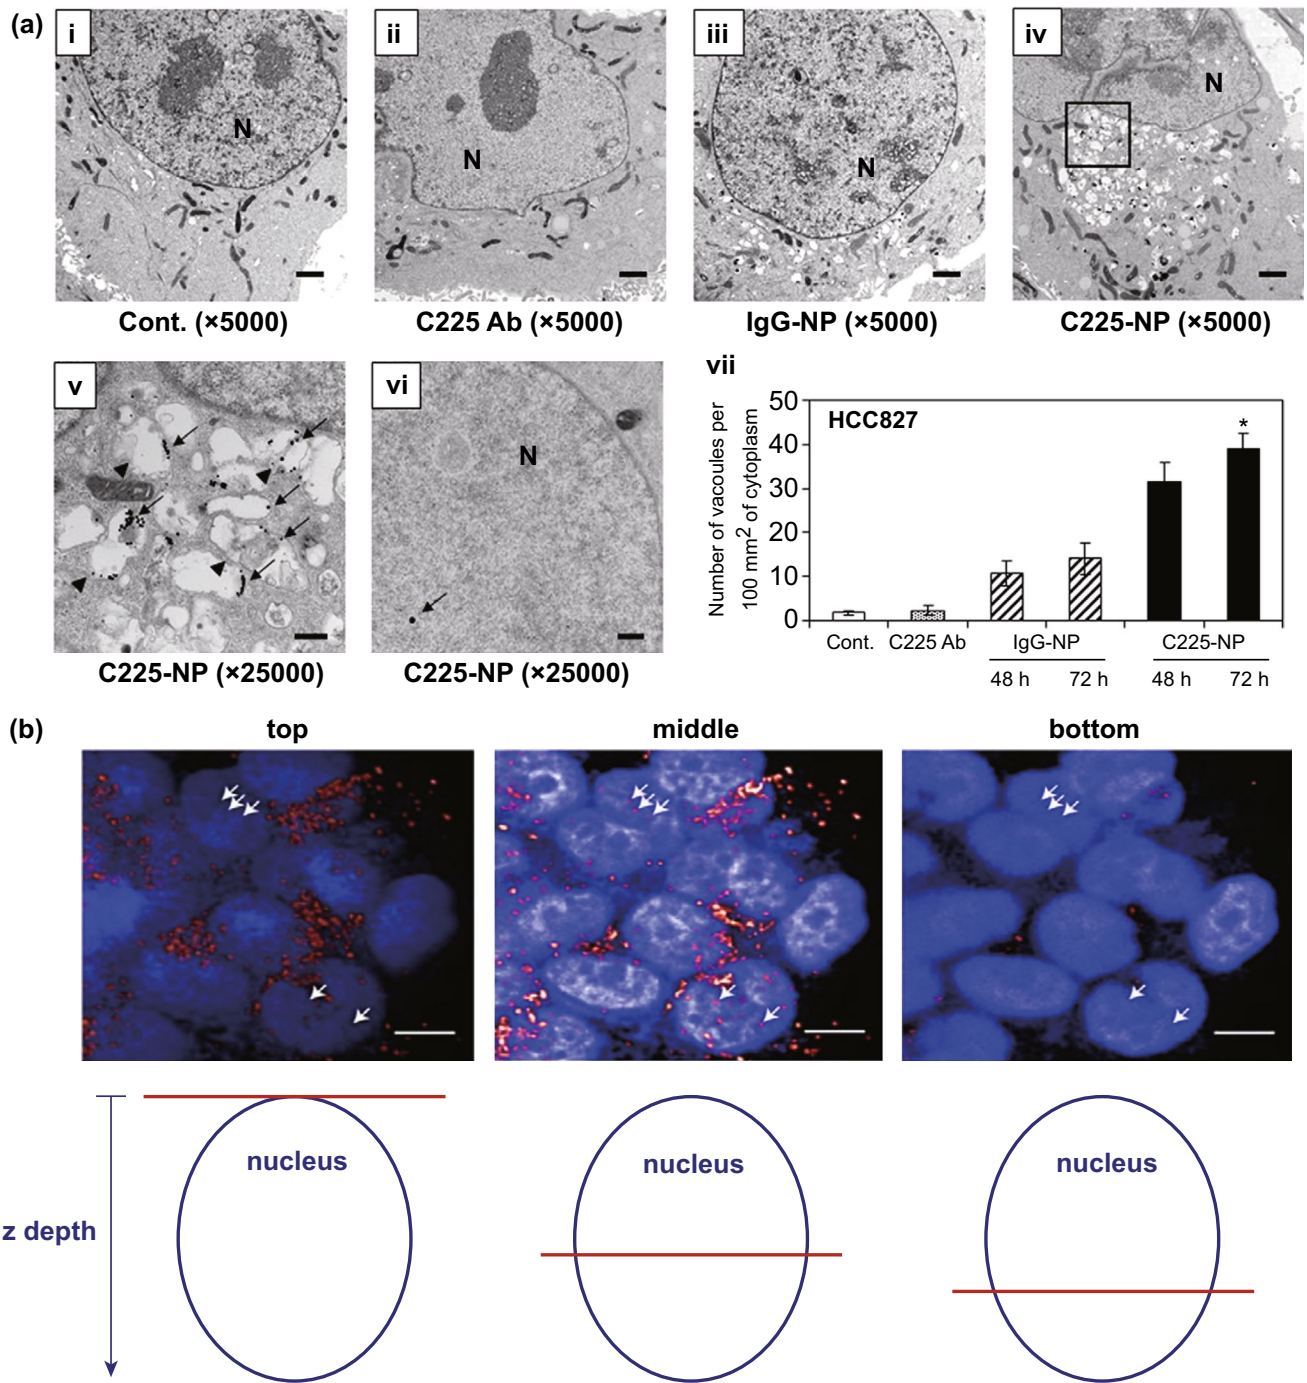 (a)
i
ii
iii
iv
N
N
N
N
Cont. (×5000)
C225 Ab (×5000)
IgG-NP (×5000)
C225-NP (×5000)
v
vi
N
C225-NP (×25000)
C225-NP (×25000)
vii
Number of vacoules per
100 mm² of cytoplasm
50
40
30
20
10
0
HCC827
*
Cont.
C225 Ab
IgG-NP
C225-NP
48 h
72 h
48 h
72 h
(b)
top
middle
bottom
z depth
nucleus
nucleus
nucleus